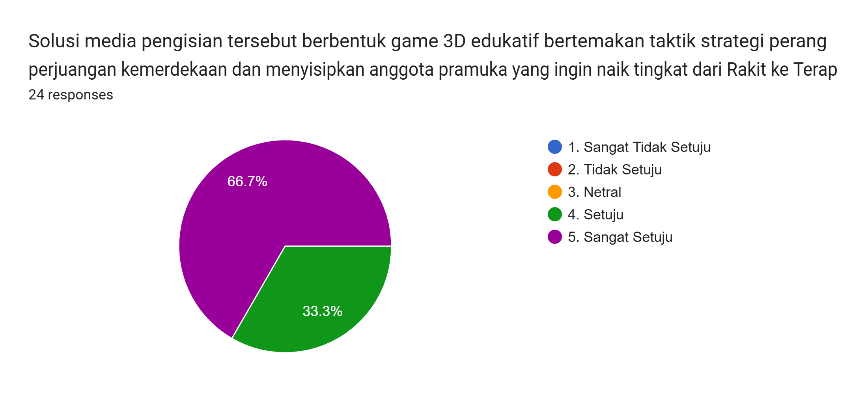 Solusi media pengisian tersebut berbentuk game 3D edukatif bertemakan taktik strategi perang
perjuangan kemerdekaan dan menyisipkan anggota pramuka yang ingin naik tingkat dari Rakit ke Terap
24 responses
66.7%
33.3%
1. Sangat Tidak Setuju
2. Tidak Setuju
3. Netral
4. Setuju
5. Sangat Setuju